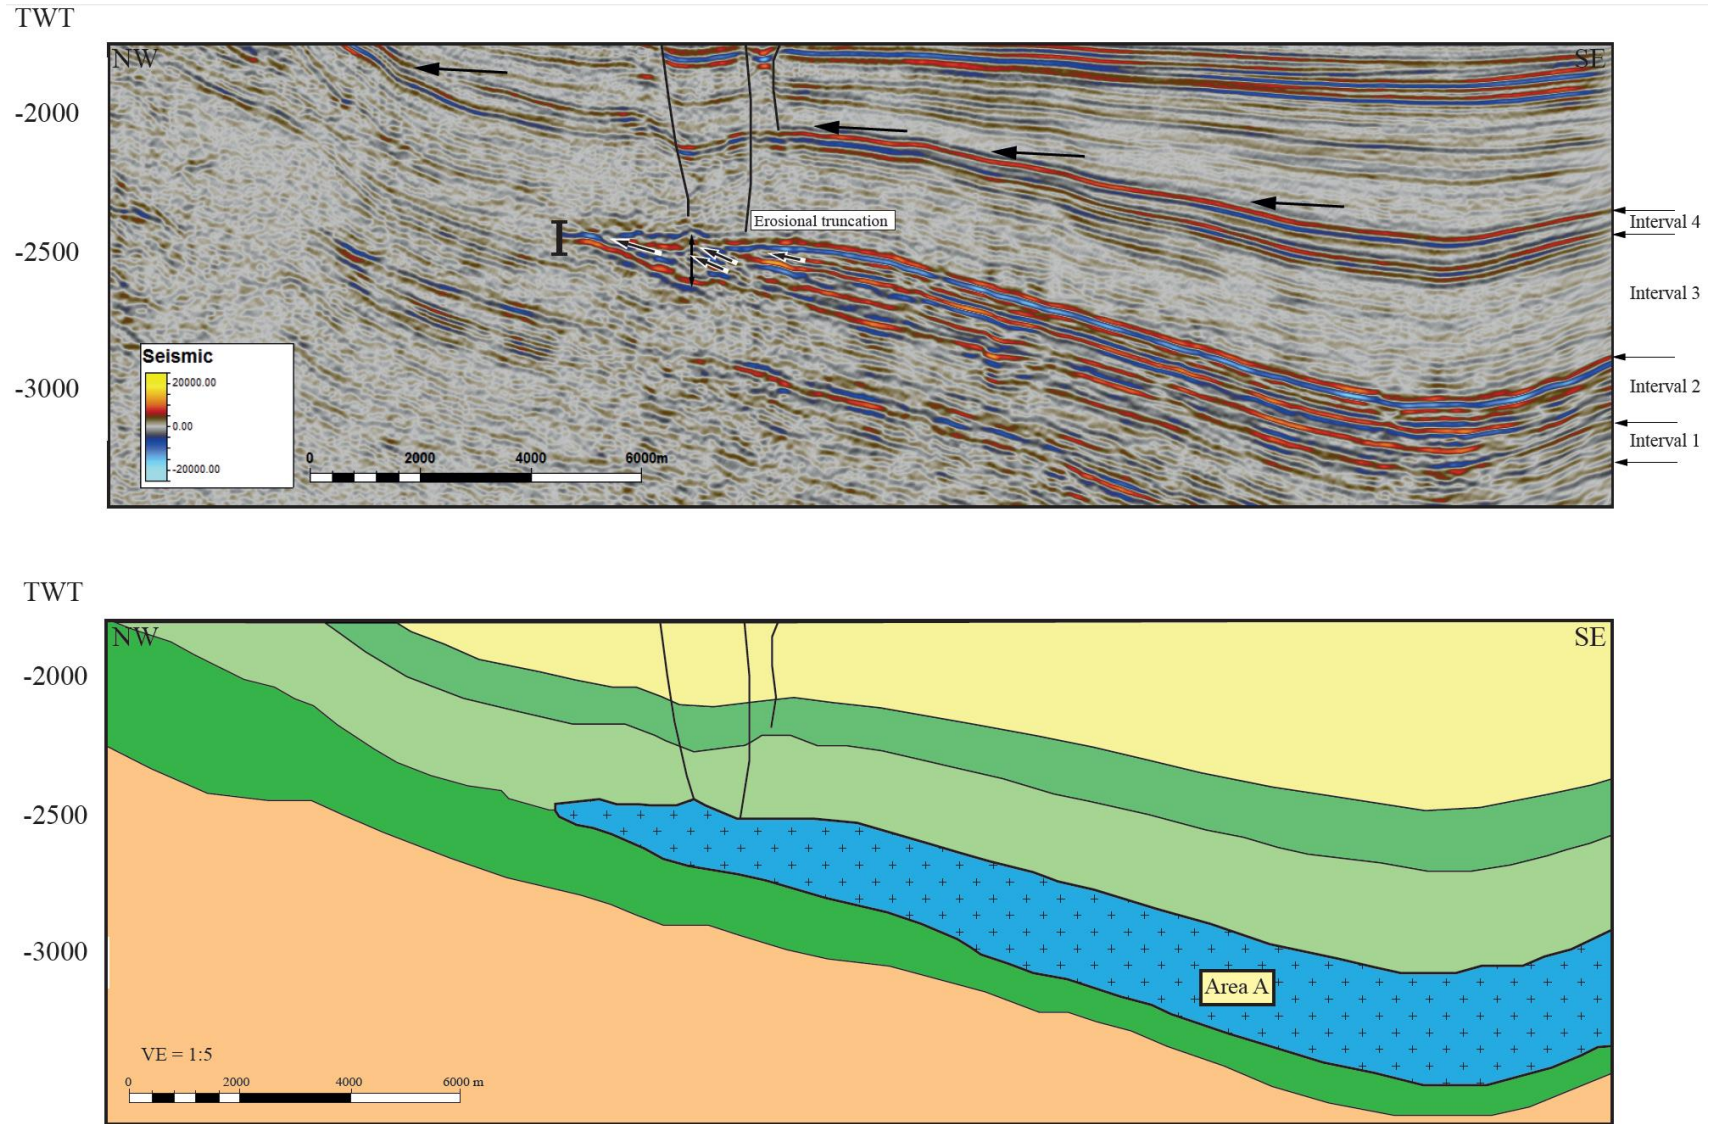 TWT
NW
SE
-2000
-2500
-3000
Erosional truncation
Interval 4
Interval 3
Interval 2
Interval 1
Seismic
20000.00
0.00
-20000.00
0 2000 4000 6000m
TWT
NW
SE
-2000
-2500
-3000
Area A
VE = 1:5
0 2000 4000 6000 m